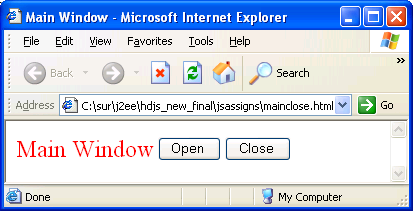 Main Window - Microsoft Internet Explorer
File Edit View Favorites Tools Help
Back Search
Address C:\sur\j2ee\hdjs_new_final\jsassigns\mainclose.html Go
Main Window Open Close
Done My Computer